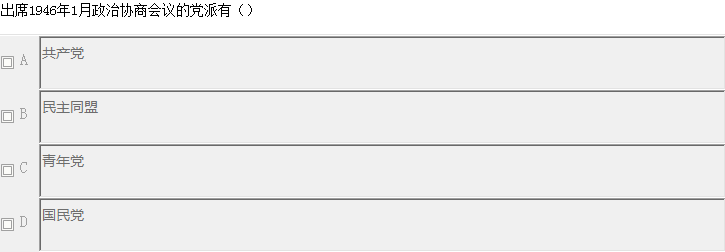 出席1946年1月政治协商会议的党派有（）
A 共产党
B 民主同盟
C 青年党
D 国民党